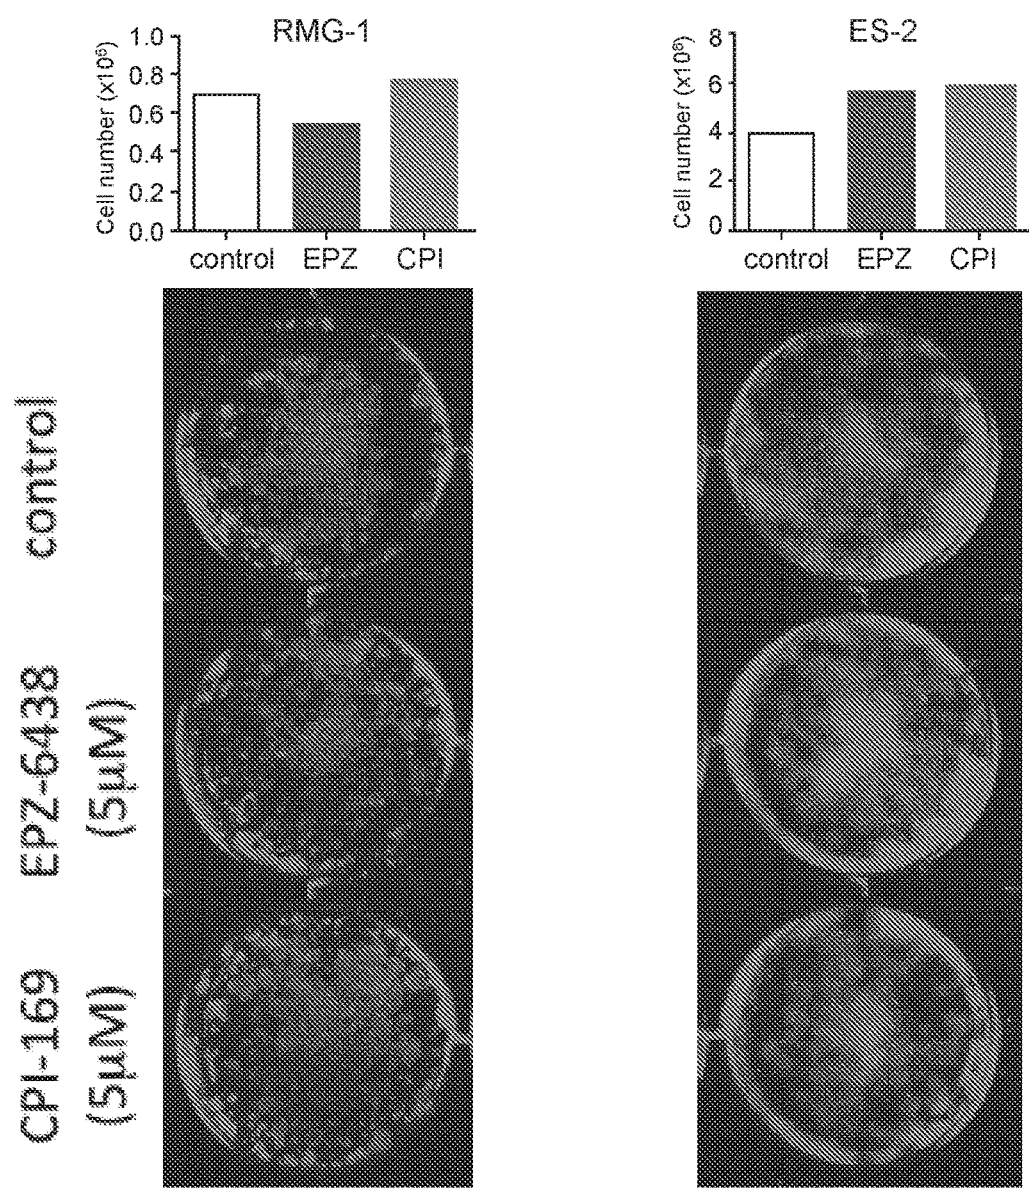 RMG-1
Cell number (x10⁶)
1.0
0.8
0.6
0.4
0.2
0.0
control EPZ CPI
ES-2
Cell number (x10⁶)
8
6
4
2
0
control EPZ CPI
control
EPZ-6438
(5μM)
CPI-169
(5μM)